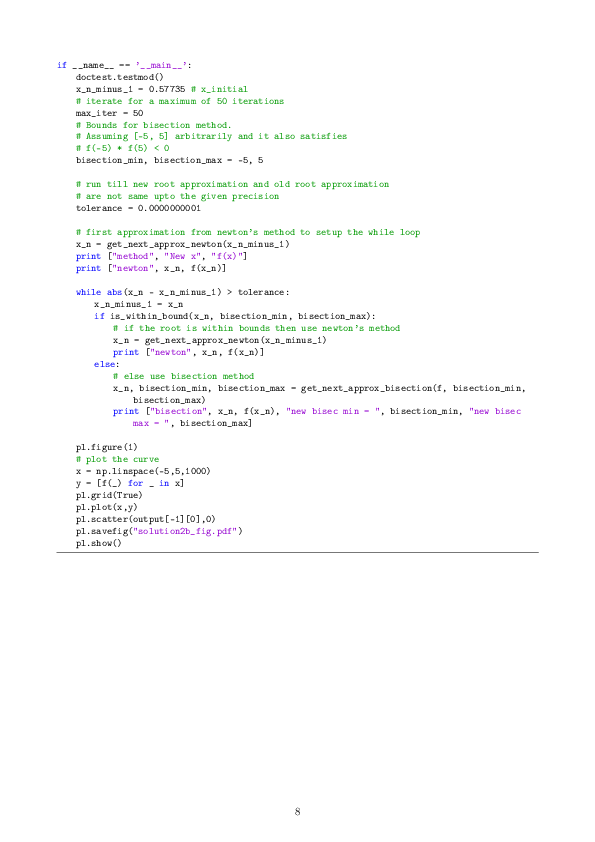 if __name__ == '__main__':
    doctest.testmod()
    x_n_minus_1 = 0.57735 # x_initial
    # iterate for a maximum of 50 iterations
    max_iter = 50
    # Bounds for bisection method.
    # Assuming [-5, 5] arbitrarily and it also satisfies
    # f(-5) * f(5) < 0
    bisection_min, bisection_max = -5, 5

    # run till new root approximation and old root approximation
    # are not same upto the given precision
    tolerance = 0.0000000001

    # first approximation from newton's method to setup the while loop
    x_n = get_next_approx_newton(x_n_minus_1)
    print ["method", "New x", "f(x)"]
    print ["newton", x_n, f(x_n)]

    while abs(x_n - x_n_minus_1) > tolerance:
        x_n_minus_1 = x_n
        if is_within_bound(x_n, bisection_min, bisection_max):
            # if the root is within bounds then use newton's method
            x_n = get_next_approx_newton(x_n_minus_1)
            print ["newton", x_n, f(x_n)]
        else:
            # else use bisection method
            x_n, bisection_min, bisection_max = get_next_approx_bisection(f, bisection_min,
                bisection_max)
            print ["bisection", x_n, f(x_n), "new bisec min = ", bisection_min, "new bisec
                max = ", bisection_max]

    pl.figure(1)
    # plot the curve
    x = np.linspace(-5,5,1000)
    y = [f(_) for _ in x]
    pl.grid(True)
    pl.plot(x,y)
    pl.scatter(output[-1][0],0)
    pl.savefig("solution2b_fig.pdf")
    pl.show()
8